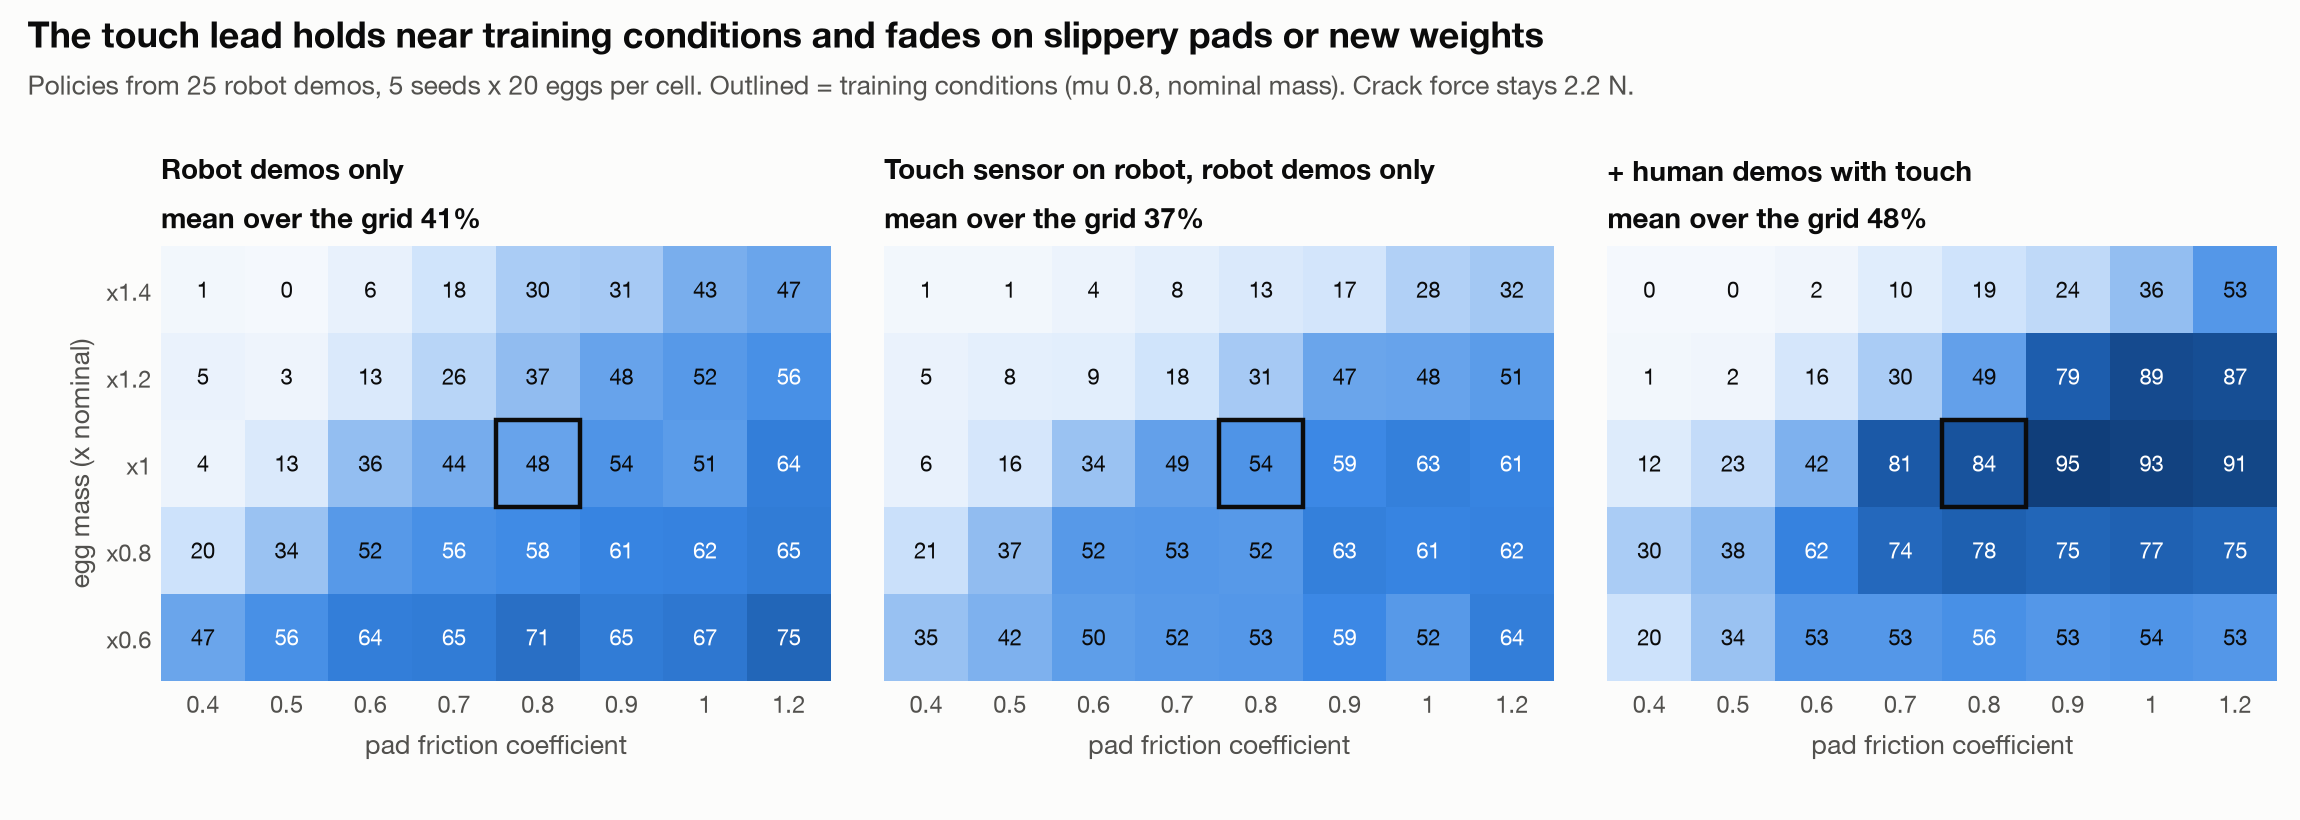 The touch lead holds near training conditions and fades on slippery pads or new weights
Policies from 25 robot demos, 5 seeds x 20 eggs per cell. Outlined = training conditions (mu 0.8, nominal mass). Crack force stays 2.2 N.
Robot demos only
mean over the grid 41%
egg mass (x nominal)
x1.4 1 0 6 18 30 31 43 47
x1.2 5 3 13 26 37 48 52 56
x1 4 13 36 44 48 54 51 64
x0.8 20 34 52 56 58 61 62 65
x0.6 47 56 64 65 71 65 67 75
0.4 0.5 0.6 0.7 0.8 0.9 1 1.2
pad friction coefficient
Touch sensor on robot, robot demos only
mean over the grid 37%
1 1 4 8 13 17 28 32
5 8 9 18 31 47 48 51
6 16 34 49 54 59 63 61
21 37 52 53 52 63 61 62
35 42 50 52 53 59 52 64
0.4 0.5 0.6 0.7 0.8 0.9 1 1.2
pad friction coefficient
+ human demos with touch
mean over the grid 48%
0 0 2 10 19 24 36 53
1 2 16 30 49 79 89 87
12 23 42 81 84 95 93 91
30 38 62 74 78 75 77 75
20 34 53 53 56 53 54 53
0.4 0.5 0.6 0.7 0.8 0.9 1 1.2
pad friction coefficient